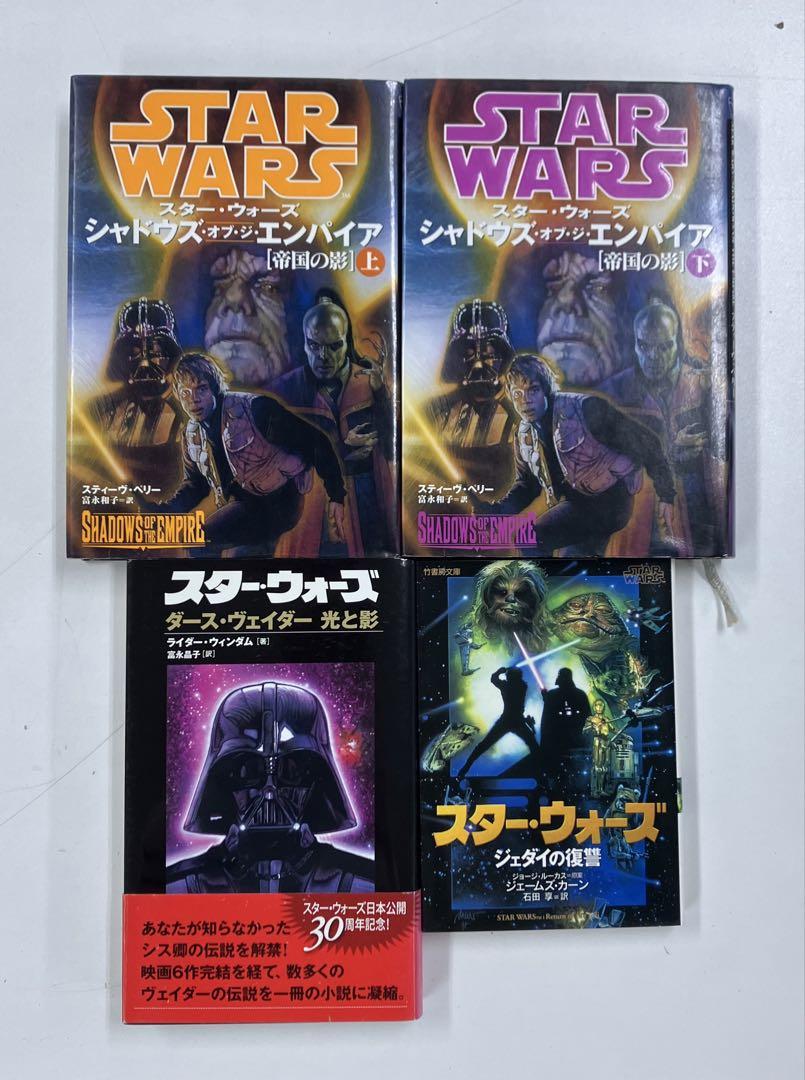 STAR
WARS
スター・ウォーズ
シャドウズ・オブ・ジ・エンパイア
[帝国の影] 上
スティーヴ・ペリー
富永和子=訳
SHADOWS OF THE EMPIRE
STAR
WARS
スター・ウォーズ
シャドウズ・オブ・ジ・エンパイア
[帝国の影] 下
スティーヴ・ペリー
富永和子=訳
SHADOWS OF THE EMPIRE
スター・ウォーズ
ダース・ヴェイダー 光と影
ライダー・ウィンダム [著]
富永晶子 [訳]
スター・ウォーズ日本公開
30周年記念!
あなたが知らなかった
シス卿の伝説を解禁!
映画6作完結を経て、数多くの
ヴェイダーの伝説を一冊の小説に凝縮。
竹書房文庫
STAR
WARS
スター・ウォーズ
ジェダイの復讐
ジョージ・ルーカス=原案
ジェームズ・カーン
石田 享=訳
STAR WARS Return